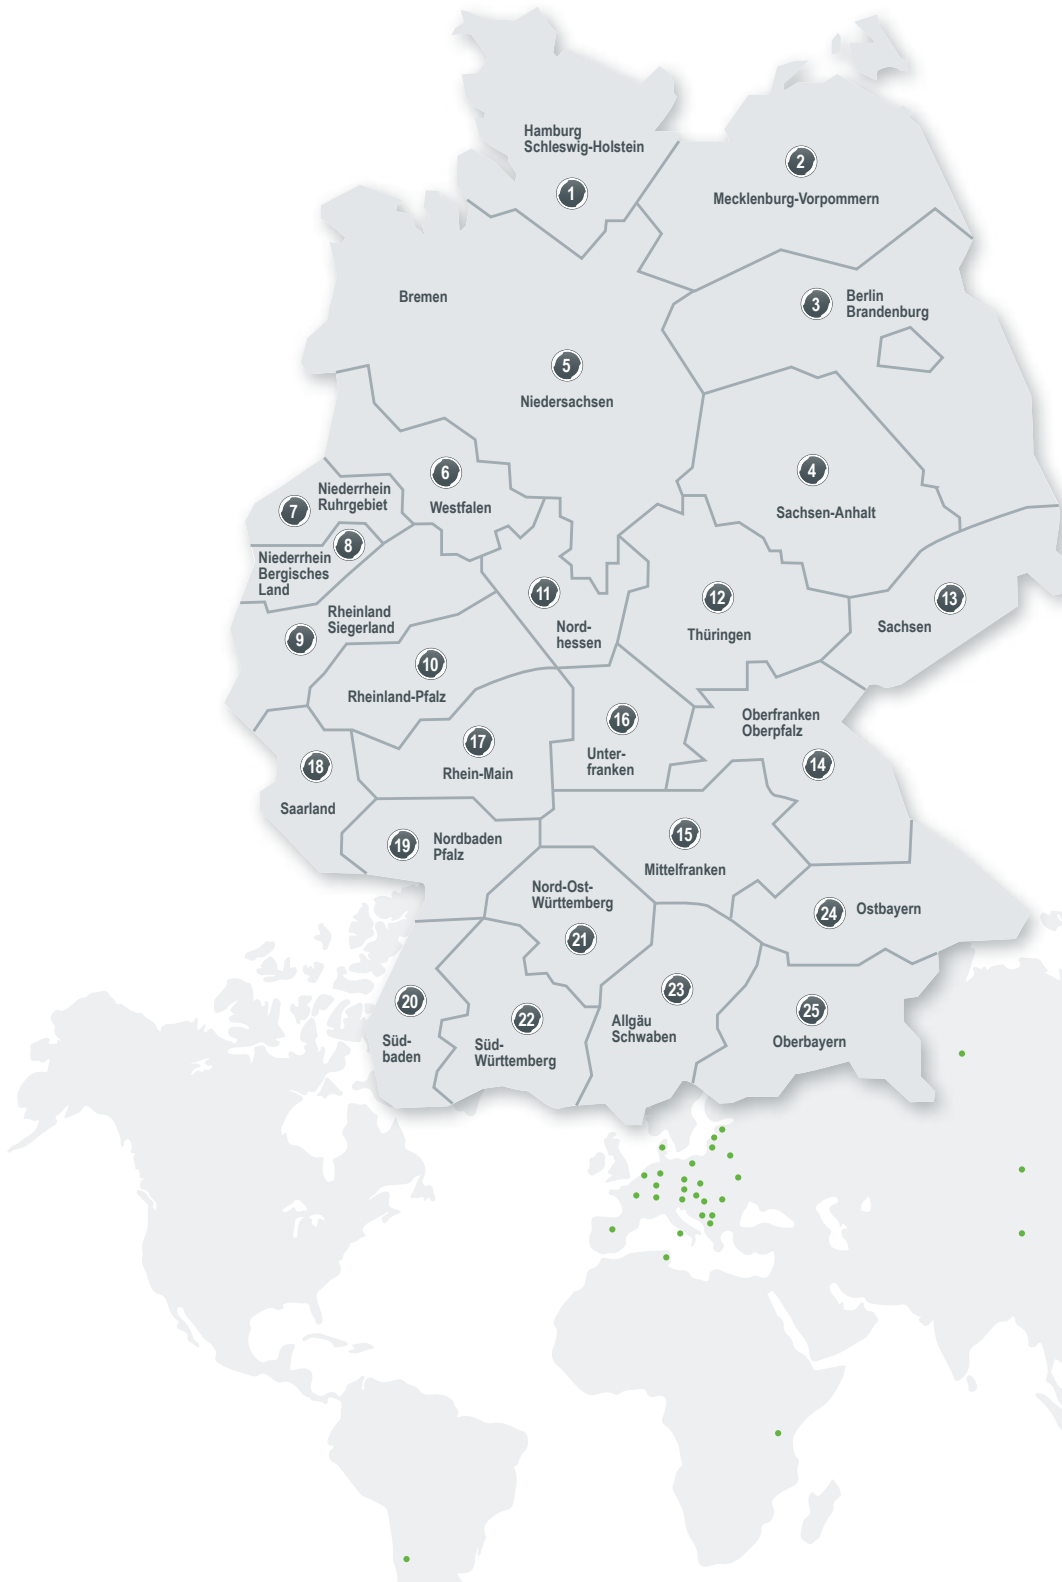 Hamburg
Schleswig-Holstein
1
2
Mecklenburg-Vorpommern
Bremen
3
Berlin
Brandenburg
5
Niedersachsen
6
Westfalen
4
Sachsen-Anhalt
Niederrhein
Ruhrgebiet
7
8
Niederrhein
Bergisches
Land
Rheinland
Siegerland
9
11
Nord-
hessen
12
Thüringen
13
Sachsen
10
Rheinland-Pfalz
16
Unter-
franken
Oberfranken
Oberpfalz
14
17
Rhein-Main
18
Saarland
19
Nordbaden
Pfalz
15
Mittelfranken
Nord-Ost-
Württemberg
21
24
Ostbayern
20
Süd-
baden
22
Süd-
Württemberg
23
Allgäu
Schwaben
25
Oberbayern